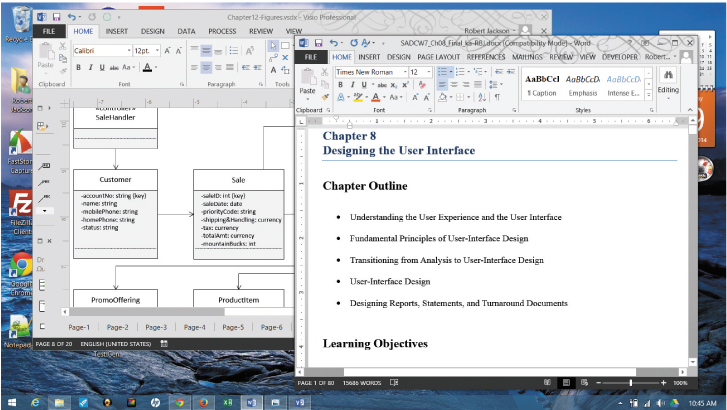 Chapter12-Figures.vsdx - Visio Professional
Robert Jackson
FILE HOME INSERT DESIGN DATA PROCESS REVIEW VIEW
Paste
Calibri 12pt.
Clipboard Font Paragraph Tools
SaleHandler
Customer
-accountNo: string {key}
-name: string
-mobilePhone: string
-homePhone: string
-status: string
Sale
-saleID: int {key}
-saleDate: date
-priorityCode: string
-shipping&Handling: currency
-tax: currency
-totalAmt: currency
-mountainBucks: int
PromoOffering
ProductItem
Page-1 Page-2 Page-3 Page-4 Page-5 Page-6
PAGE 8 OF 20 ENGLISH (UNITED STATES)
SADCW7_Ch08_Final_ka-RBJ.docx [Compatibility Mode] - Word
FILE HOME INSERT DESIGN PAGE LAYOUT REFERENCES MAILINGS REVIEW VIEW DEVELOPER Robert...
Paste
Times New Roman 12
AaBbCcI AaBbCcDı AaBbCcDı
¶ Caption Emphasis Intense E...
Editing
Clipboard Font Paragraph Styles
Chapter 8
Designing the User Interface
Chapter Outline
• Understanding the User Experience and the User Interface
• Fundamental Principles of User-Interface Design
• Transitioning from Analysis to User-Interface Design
• User-Interface Design
• Designing Reports, Statements, and Turnaround Documents
Learning Objectives
PAGE 1 OF 80 15686 WORDS
100%
10:45 AM